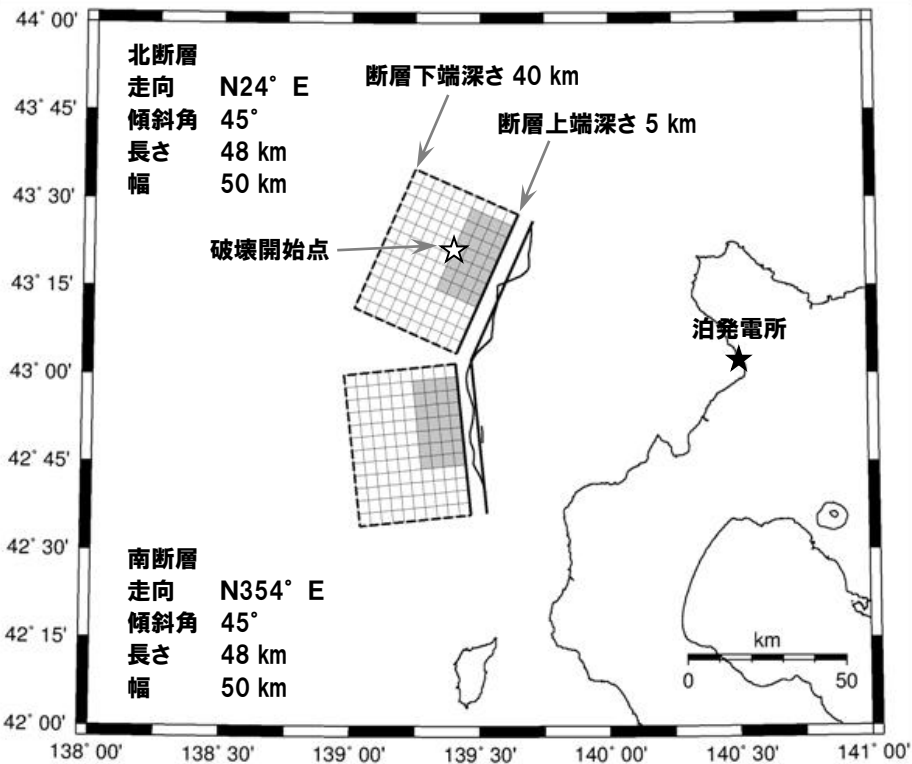 44° 00'
北断層
走向 N24° E
傾斜角 45°
長さ 48 km
幅 50 km
断層下端深さ 40 km
断層上端深さ 5 km
43° 45'
43° 30'
破壊開始点
43° 15'
泊発電所
43° 00'
42° 45'
42° 30'
南断層
走向 N354° E
傾斜角 45°
長さ 48 km
幅 50 km
42° 15'
km
0 50
42° 00'
138° 00' 138° 30' 139° 00' 139° 30' 140° 00' 140° 30' 141° 00'